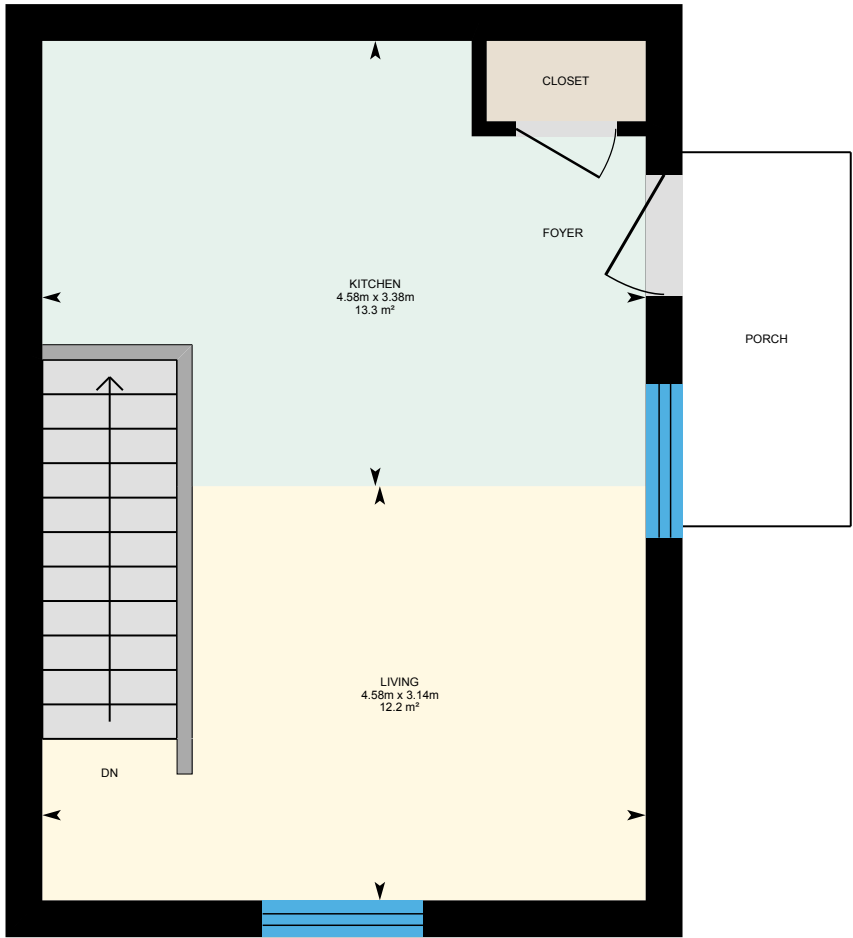 CLOSET
FOYER
KITCHEN
4.58m x 3.38m
13.3 m²
PORCH
LIVING
4.58m x 3.14m
12.2 m²
DN